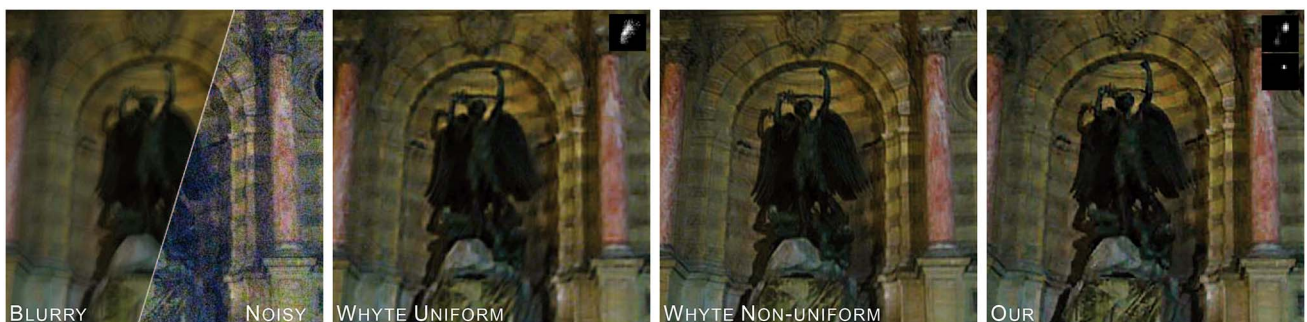 BLURRY
NOISY
WHYTE UNIFORM
WHYTE NON-UNIFORM
OUR